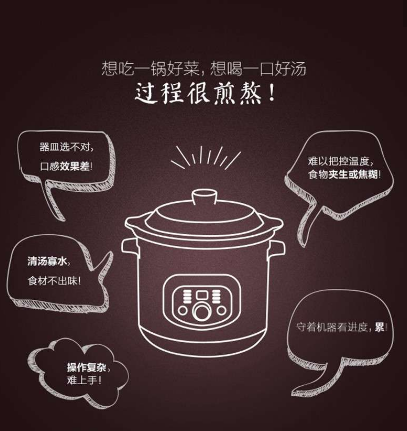 想吃一锅好菜, 想喝一口好汤
过程很煎熬!
器皿选不对,
口感效果差!
难以把控温度,
食物夹生或焦糊!
清汤寡水,
食材不出味!
守着机器看进度, 累!
操作复杂,
难上手!